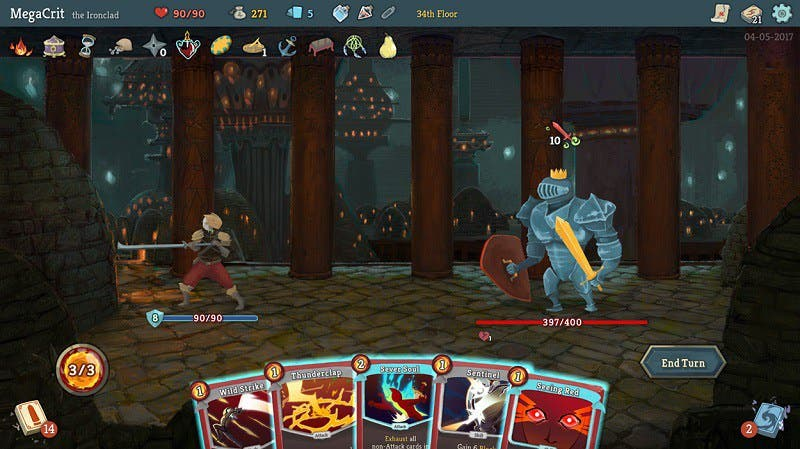 MegaCrit the Ironclad 90/90 271 5 34th Floor 21
04-05-2017
0 1
10
8 90/90
397/400
1
3/3
End Turn
1 Wild Strike
1 Thunderclap
Attack
2 Sever Soul
Attack
Exhaust all
non-Attack cards in
1 Sentinel
Skill
1 Seeing Red
14
2